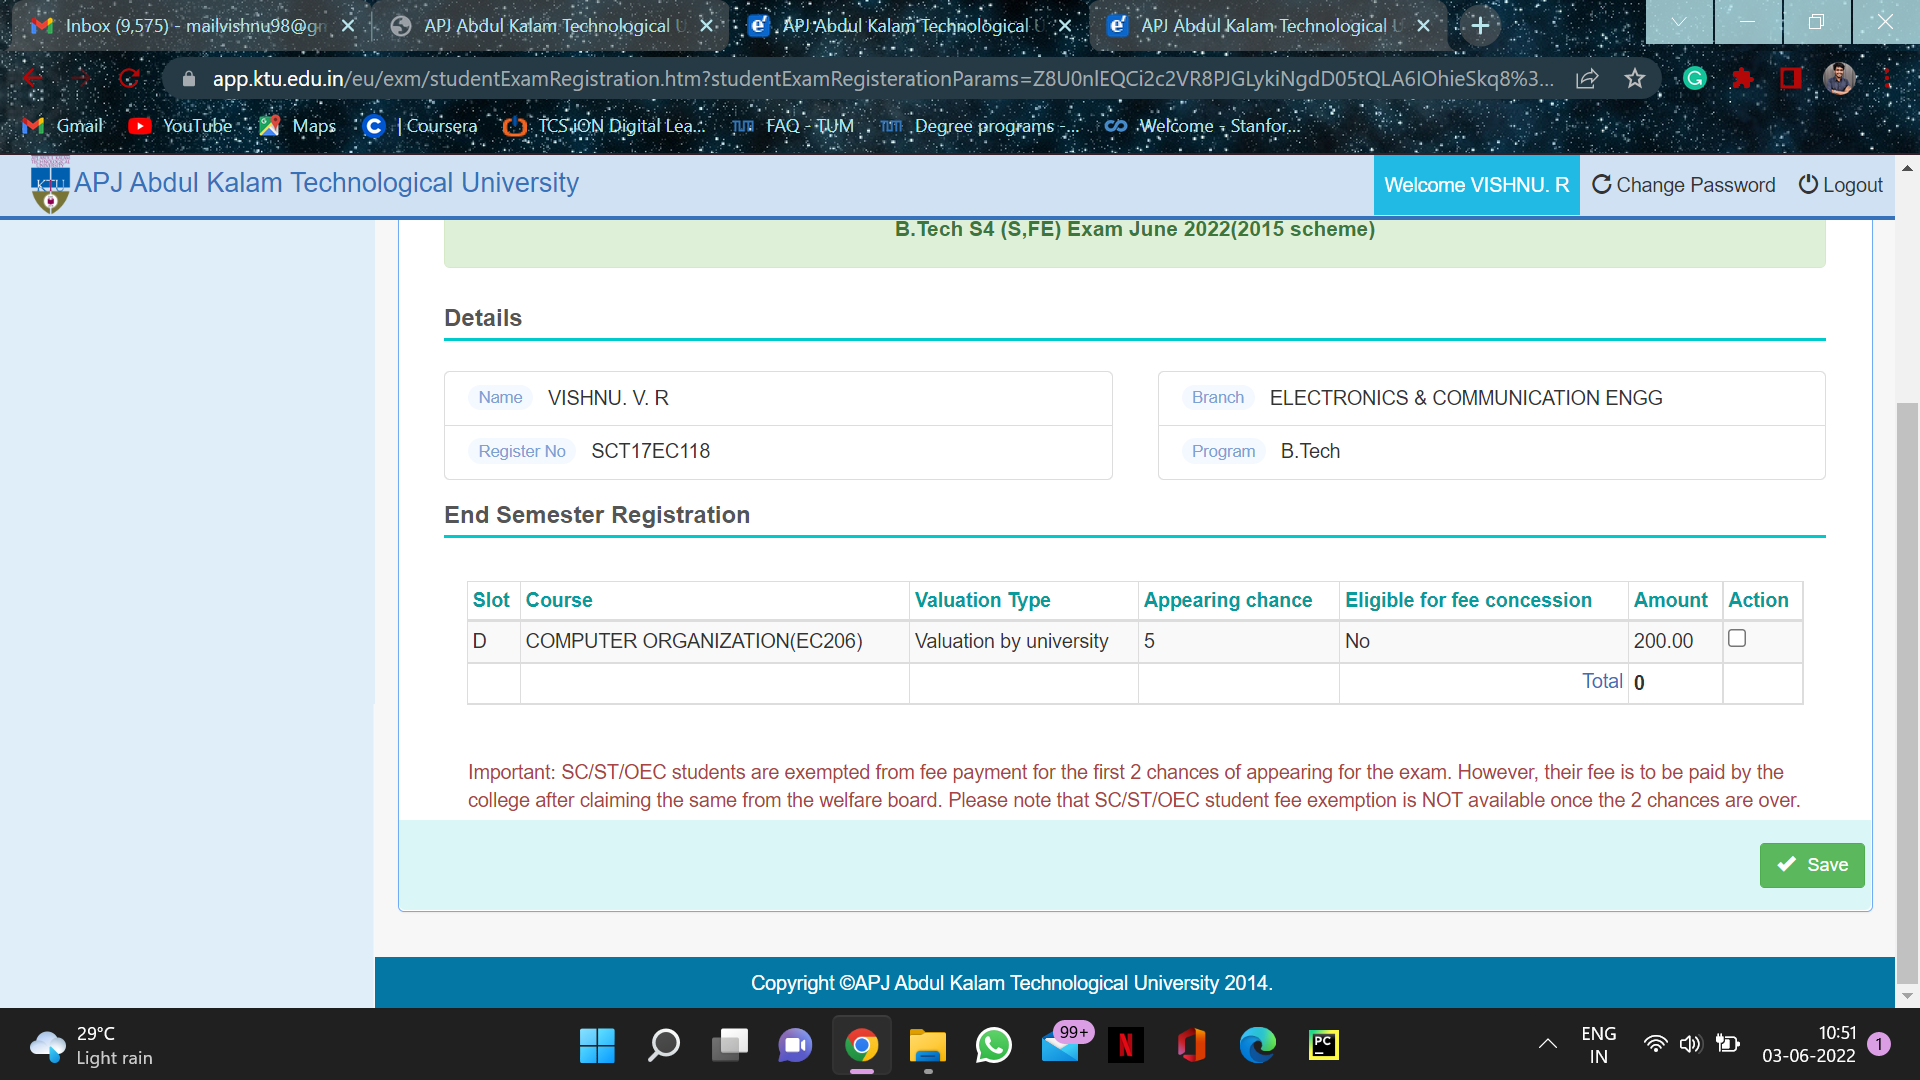 Inbox (9,575) - mailvishnu98@gm
APJ Abdul Kalam Technological U
APJ Abdul Kalam Technological U
APJ Abdul Kalam Technological U
app.ktu.edu.in/eu/exm/studentExamRegistration.htm?studentExamRegisterationParams=Z8U0nlEQCi2c2VR8PJGLykiNgdD05tQLA6IOhieSkq8%3...
Gmail YouTube Maps | Coursera TCS iON Digital Lea... FAQ - TUM Degree programs -... Welcome - Stanfor...
KTU APJ Abdul Kalam Technological University
Welcome VISHNU. R Change Password Logout
B.Tech S4 (S,FE) Exam June 2022(2015 scheme)
Details
Name VISHNU. V. R
Branch ELECTRONICS & COMMUNICATION ENGG
Register No SCT17EC118
Program B.Tech
End Semester Registration
Slot Course Valuation Type Appearing chance Eligible for fee concession Amount Action
D COMPUTER ORGANIZATION(EC206) Valuation by university 5 No 200.00
Total 0
Important: SC/ST/OEC students are exempted from fee payment for the first 2 chances of appearing for the exam. However, their fee is to be paid by the
college after claiming the same from the welfare board. Please note that SC/ST/OEC student fee exemption is NOT available once the 2 chances are over.
Save
Copyright ©APJ Abdul Kalam Technological University 2014.
29°C
Light rain
99+
N
PC
ENG
IN
10:51
03-06-2022
1